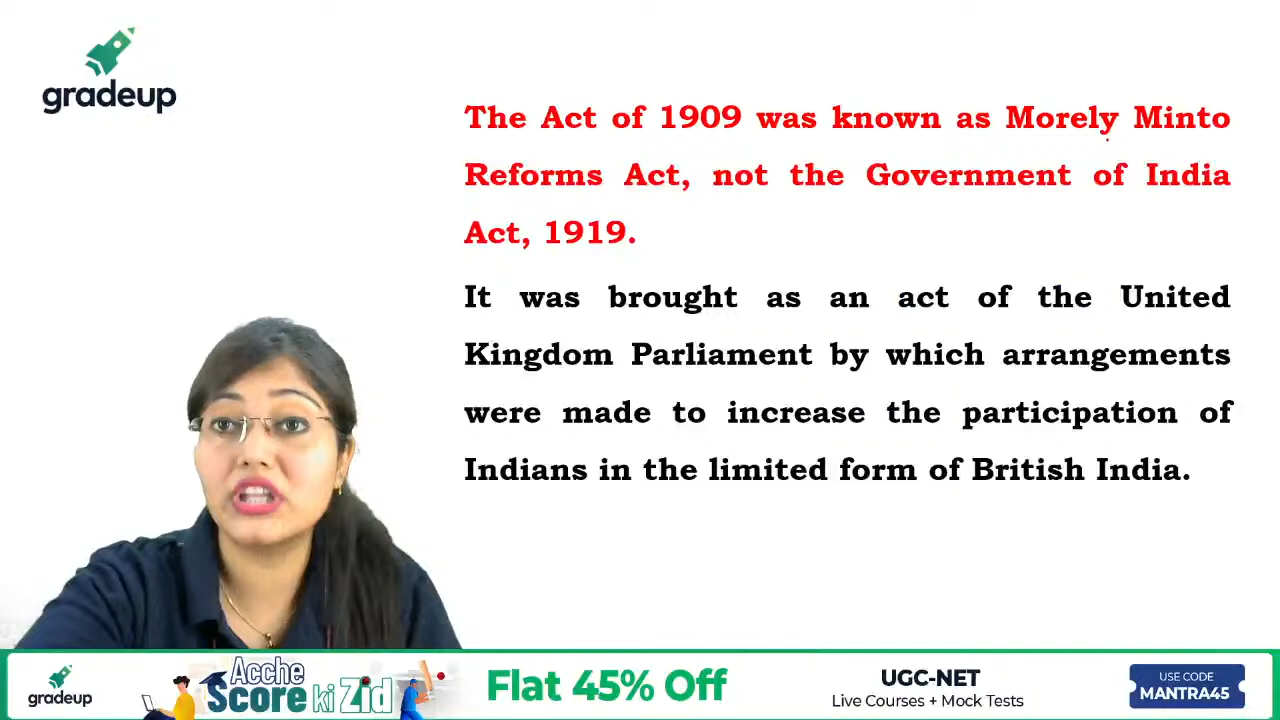 gradeup
The Act of 1909 was known as Morely Minto
Reforms Act, not the Government of India
Act, 1919.
It was brought as an act of the United
Kingdom Parliament by which arrangements
were made to increase the participation of
Indians in the limited form of British India.
gradeup
Acche
Score ki Zid
Flat 45% Off
UGC-NET
Live Courses + Mock Tests
USE CODE
MANTRA45